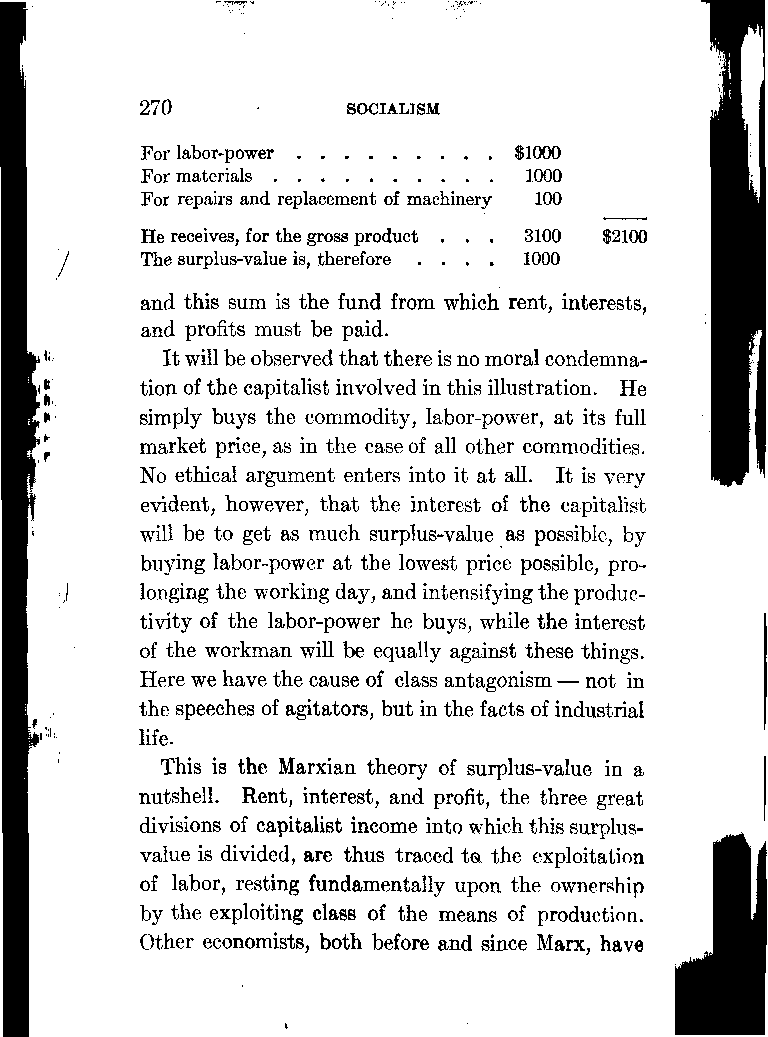 270 SOCIALISM
For labor-power . . . . . . . . . $1000
For materials . . . . . . . . . . 1000
For repairs and replacement of machinery 100
He receives, for the gross product . . . 3100 $2100
The surplus-value is, therefore . . . . 1000
and this sum is the fund from which rent, interests,
and profits must be paid.
It will be observed that there is no moral condemna-
tion of the capitalist involved in this illustration. He
simply buys the commodity, labor-power, at its full
market price, as in the case of all other commodities.
No ethical argument enters into it at all. It is very
evident, however, that the interest of the capitalist
will be to get as much surplus-value as possible, by
buying labor-power at the lowest price possible, pro-
longing the working day, and intensifying the produc-
tivity of the labor-power he buys, while the interest
of the workman will be equally against these things.
Here we have the cause of class antagonism — not in
the speeches of agitators, but in the facts of industrial
life.
This is the Marxian theory of surplus-value in a
nutshell. Rent, interest, and profit, the three great
divisions of capitalist income into which this surplus-
value is divided, are thus traced to the exploitation
of labor, resting fundamentally upon the ownership
by the exploiting class of the means of production.
Other economists, both before and since Marx, have